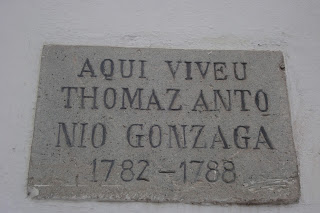 AQUI VIVEU
THOMAZ ANTO
NIO GONZAGA
1782-1788